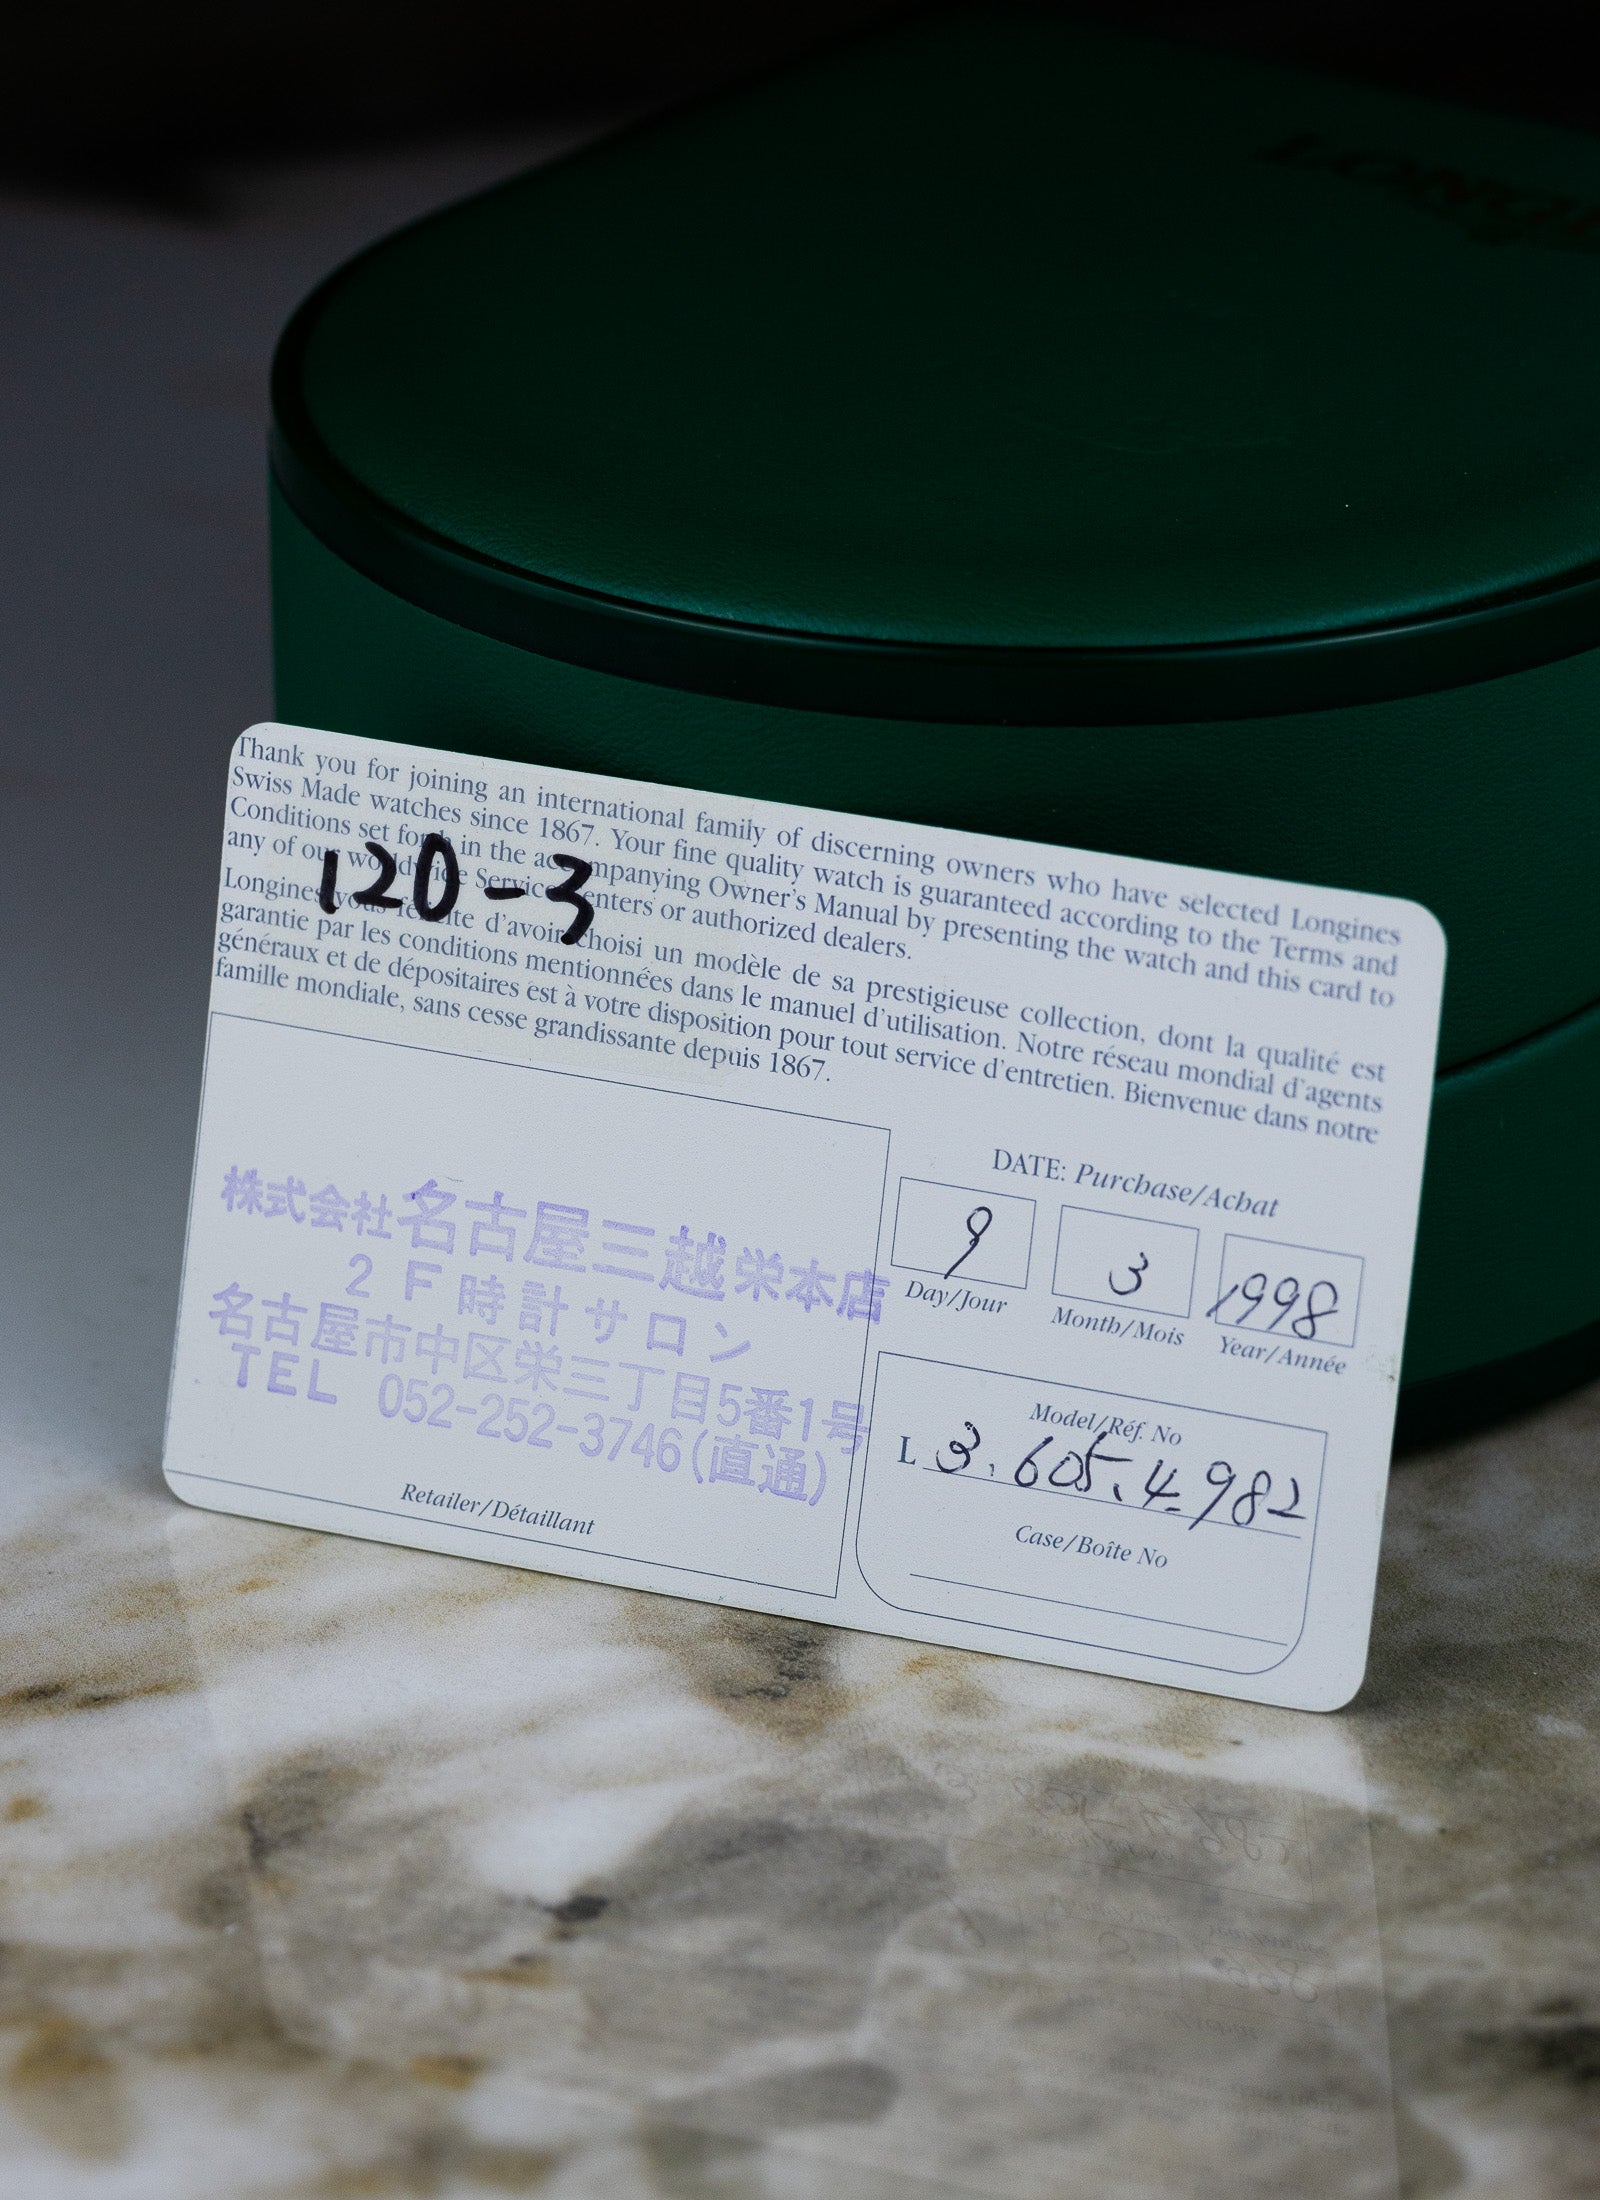 LONGI
Thank you for joining an international family of discerning owners who have selected Longines
Swiss Made watches since 1867. Your fine quality watch is guaranteed according to the Terms and
Conditions set forth in the accompanying Owner's Manual by presenting the watch and this card to
any of our worldwide Service Centers or authorized dealers.
120-3
Longines vous félicite d'avoir choisi un modèle de sa prestigieuse collection, dont la qualité est
garantie par les conditions mentionnées dans le manuel d'utilisation. Notre réseau mondial d'agents
généraux et de dépositaires est à votre disposition pour tout service d'entretien. Bienvenue dans notre
famille mondiale, sans cesse grandissante depuis 1867.
株式会社名古屋三越栄本店
2F時計サロン
名古屋市中区栄三丁目5番1号
TEL 052-252-3746(直通)
Retailer/Détaillant
DATE: Purchase/Achat
9 3 1998
Day/Jour Month/Mois Year/Année
Model/Réf. No
L 3.605.4.982
Case/Boîte No